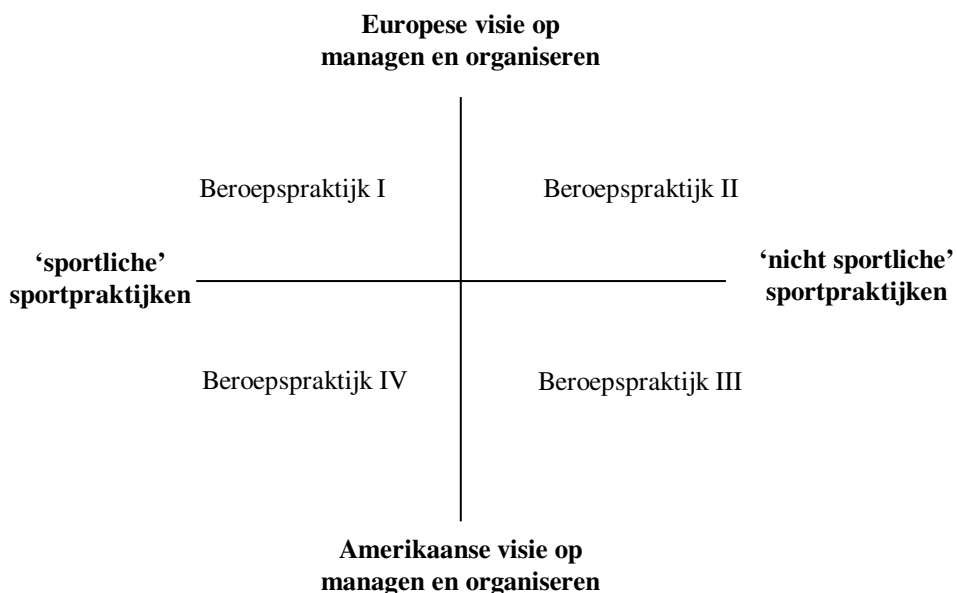 Europese visie op
managen en organiseren
Beroepspraktijk I
Beroepspraktijk II
‘sportliche’
sportpraktijken
‘nicht sportliche’
sportpraktijken
Beroepspraktijk IV
Beroepspraktijk III
Amerikaanse visie op
managen en organiseren